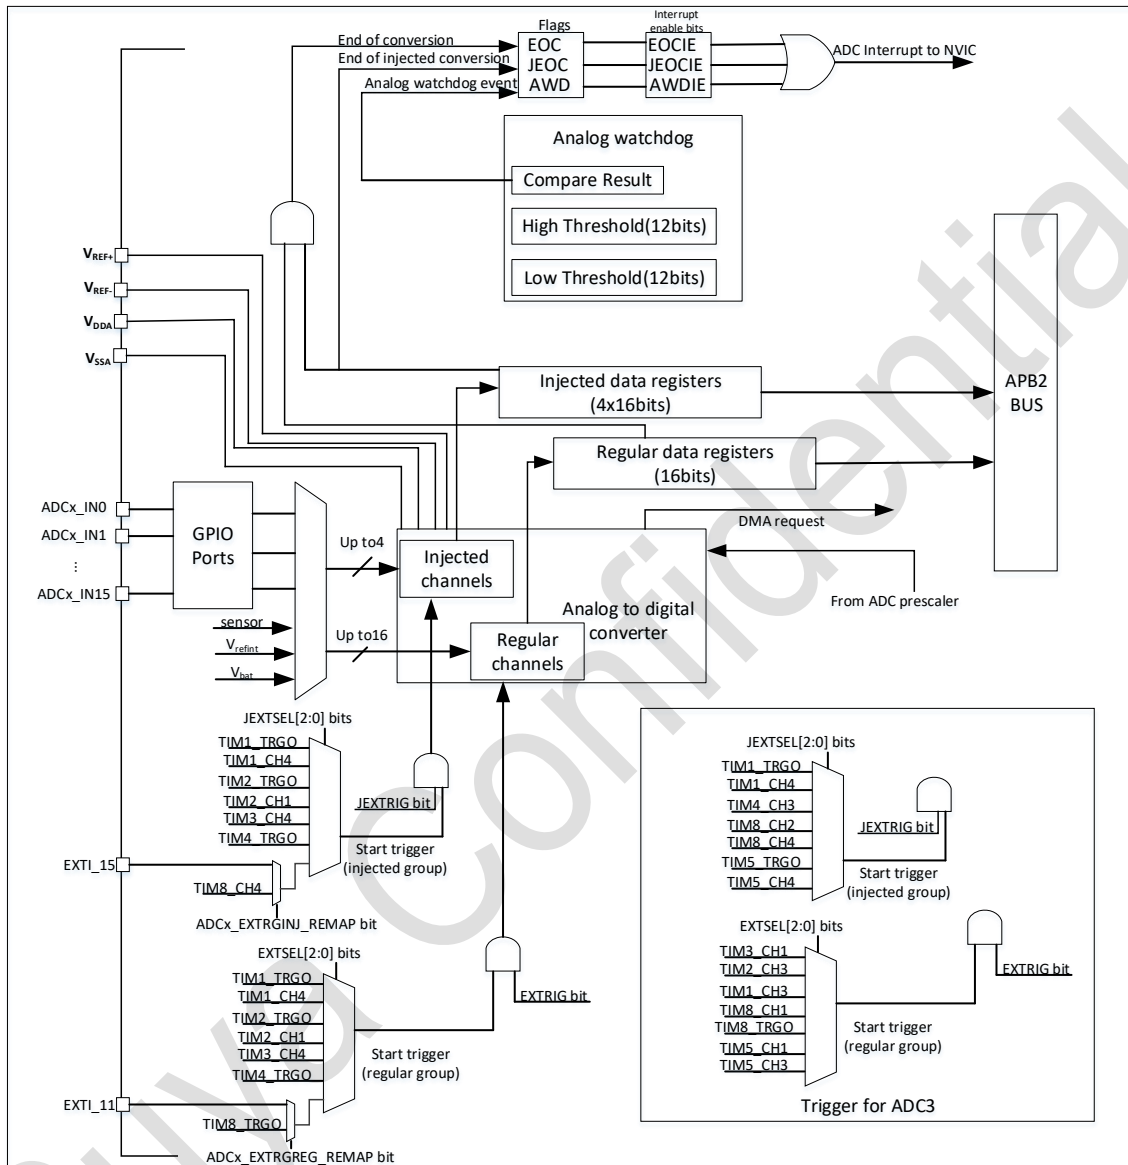 Flags
Interrupt
enable bits
End of conversion
EOC
EOCIE
End of injected conversion
JEOC
JEOCIE
ADC Interrupt to NVIC
Analog watchdog event
AWD
AWDIE
Analog watchdog
Compare Result
High Threshold(12bits)
Low Threshold(12bits)
VREF+
VREF-
VDDA
VSSA
Injected data registers
(4x16bits)
APB2
BUS
Regular data registers
(16bits)
DMA request
ADCx_IN0
ADCx_IN1
⋮
ADCx_IN15
GPIO
Ports
Up to4
Injected
channels
From ADC prescaler
Analog to digital
converter
sensor
Vrefint
Vbat
Up to16
Regular
channels
JEXTSEL[2:0] bits
TIM1_TRGO
TIM1_CH4
TIM2_TRGO
TIM2_CH1
TIM3_CH4
TIM4_TRGO
JEXTRIG bit
Start trigger
(injected group)
EXTI_15
TIM8_CH4
ADCx_EXTRGINJ_REMAP bit
EXTSEL[2:0] bits
TIM1_TRGO
TIM1_CH4
TIM2_TRGO
TIM2_CH1
TIM3_CH4
TIM4_TRGO
EXTRIG bit
Start trigger
(regular group)
EXTI_11
TIM8_TRGO
ADCx_EXTRGREG_REMAP bit
JEXTSEL[2:0] bits
TIM1_TRGO
TIM1_CH4
TIM4_CH3
TIM8_CH2
TIM8_CH4
TIM5_TRGO
TIM5_CH4
JEXTRIG bit
Start trigger
(injected group)
EXTSEL[2:0] bits
TIM3_CH1
TIM2_CH3
TIM1_CH3
TIM8_CH1
TIM8_TRGO
TIM5_CH1
TIM5_CH3
EXTRIG bit
Start trigger
(regular group)
Trigger for ADC3
Confidential